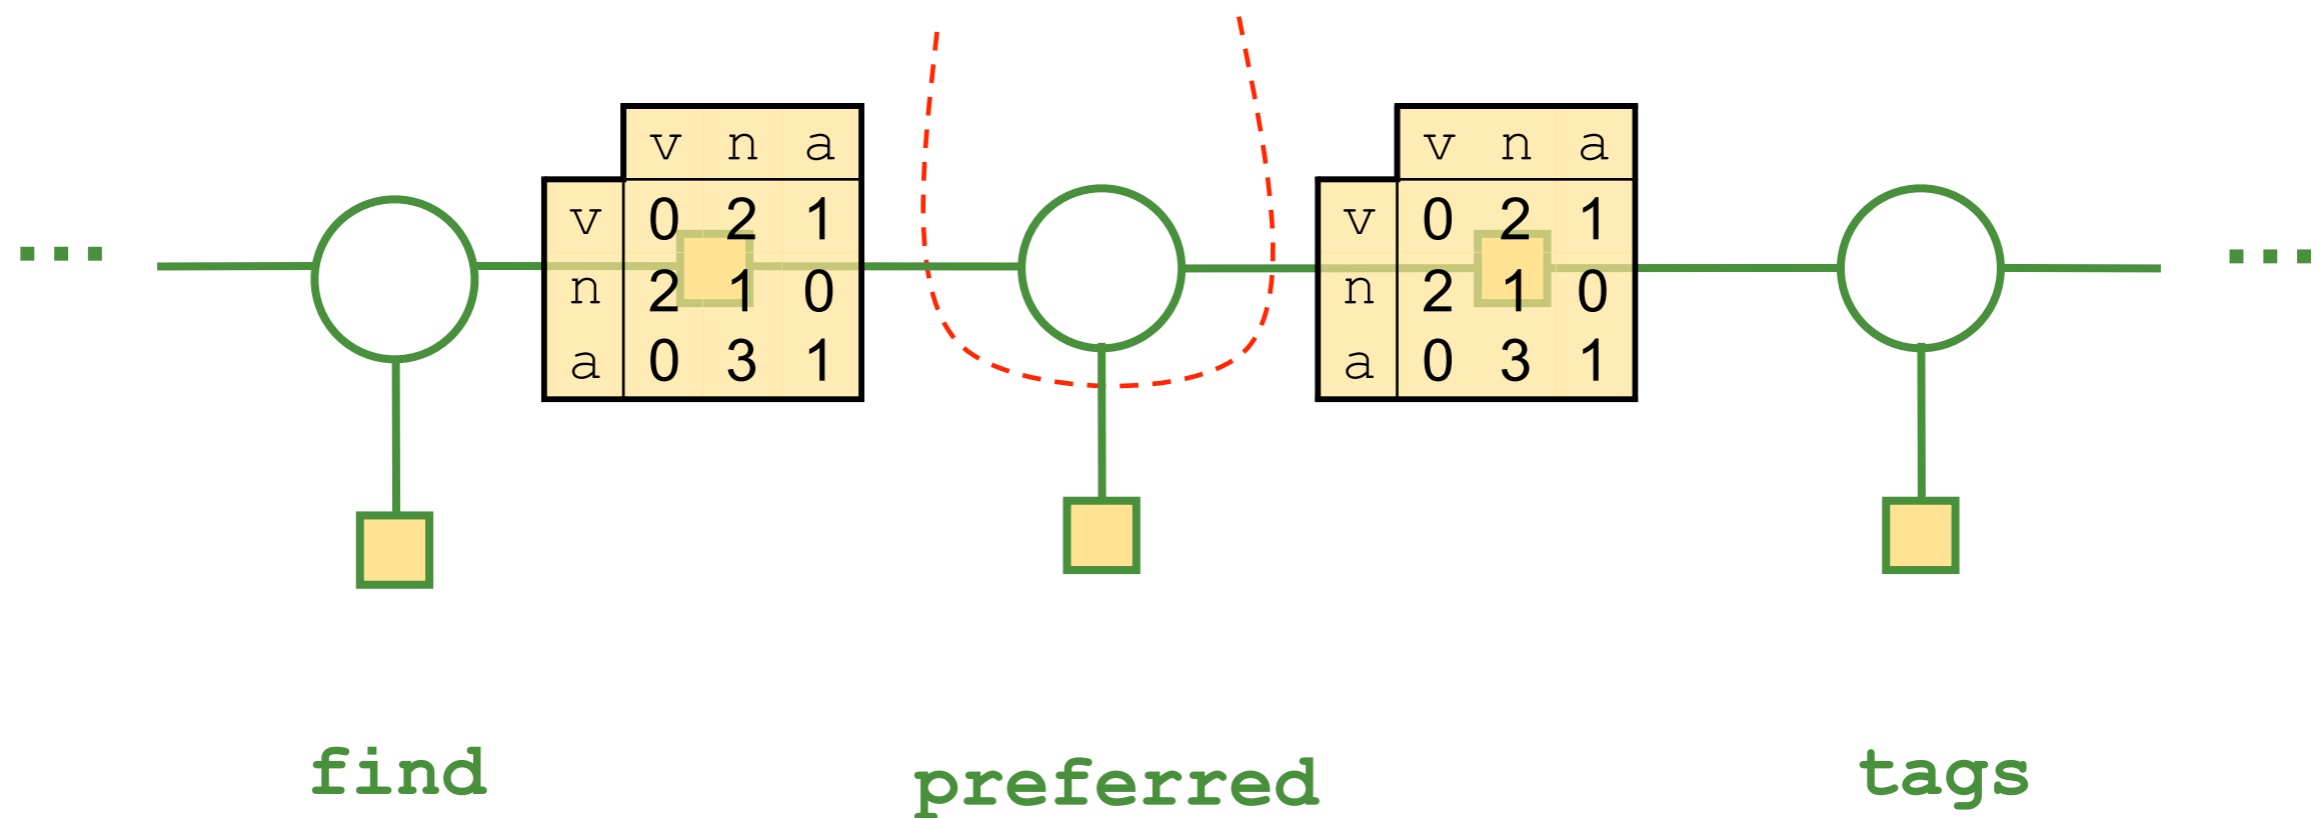 v n a
v 0 2 1
n 2 1 0
a 0 3 1
v n a
v 0 2 1
n 2 1 0
a 0 3 1
...
...
find
preferred
tags